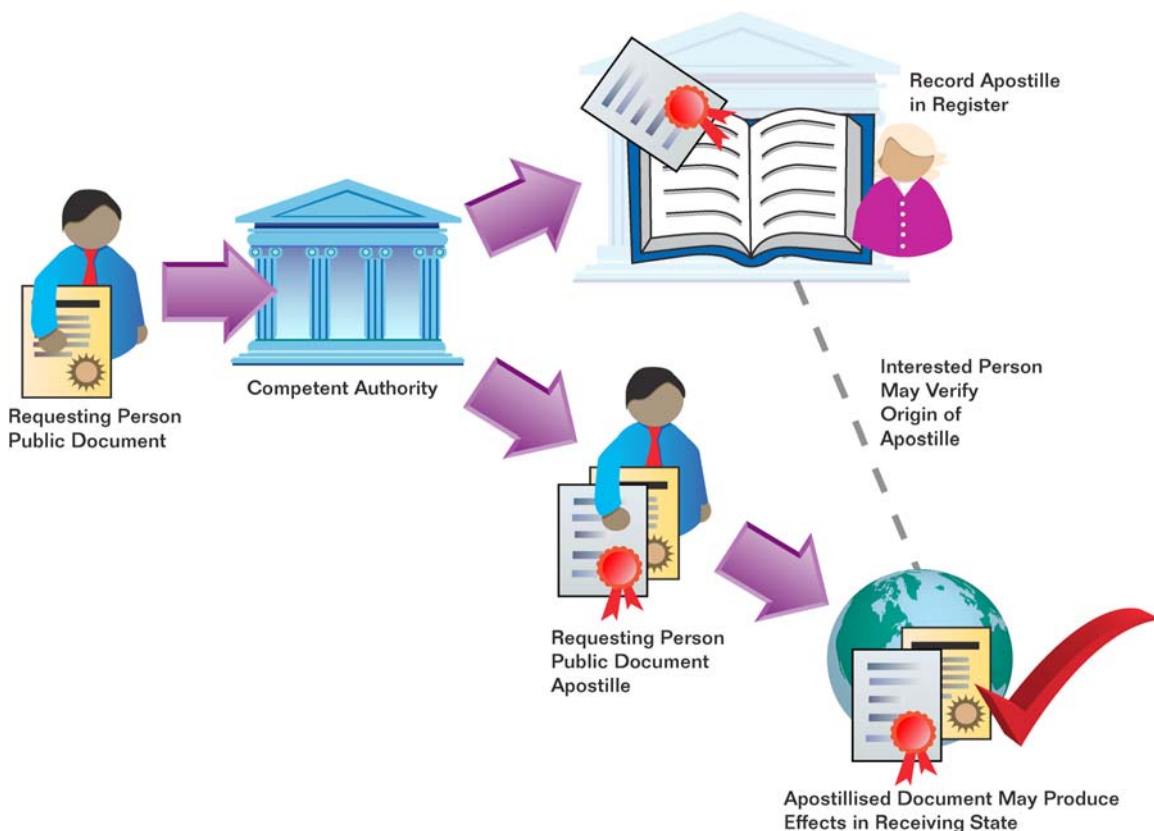 Record Apostille
in Register
Requesting Person
Public Document
Competent Authority
Interested Person
May Verify
Origin of
Apostille
Requesting Person
Public Document
Apostille
Apostillised Document May Produce
Effects in Receiving State